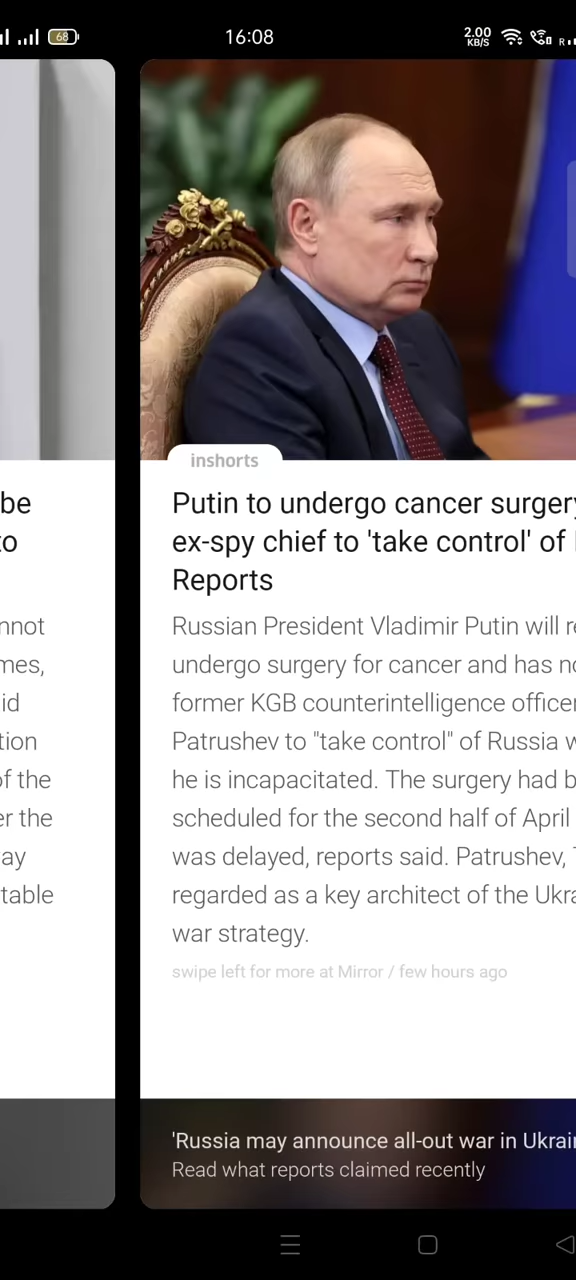 68
16:08
2.00
KB/S
R
be
to
nnot
mes,
id
tion
of the
er the
ay
table
inshorts
Putin to undergo cancer surgery
ex-spy chief to 'take control' of
Reports
Russian President Vladimir Putin will re
undergo surgery for cancer and has no
former KGB counterintelligence officer
Patrushev to "take control" of Russia w
he is incapacitated. The surgery had b
scheduled for the second half of April
was delayed, reports said. Patrushev,
regarded as a key architect of the Ukra
war strategy.
swipe left for more at Mirror / few hours ago
'Russia may announce all-out war in Ukrai
Read what reports claimed recently